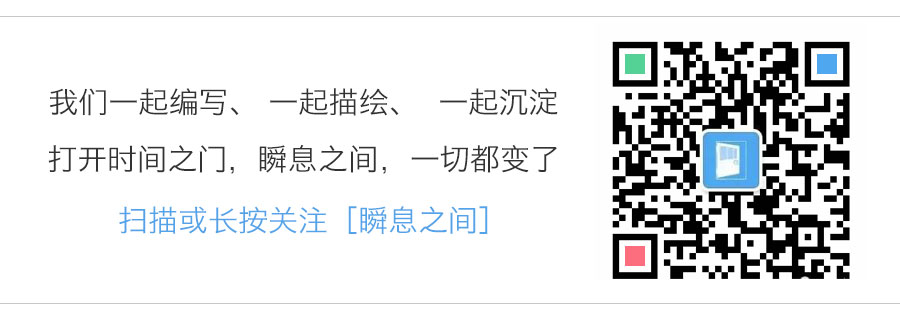 我们一起编写、 一起描绘、 一起沉淀
打开时间之门，瞬息之间，一切都变了
扫描或长按关注［瞬息之间］